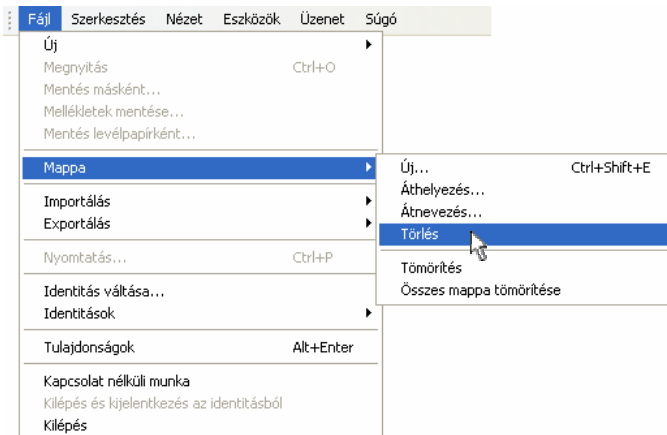 Fájl Szerkesztés Nézet Eszközök Üzenet Súgó
Új
Megnyitás Ctrl+O
Mentés másként...
Mellékletek mentése...
Mentés levélpapírként...
Mappa
Importálás
Exportálás
Nyomtatás... Ctrl+P
Identitás váltása...
Identitások
Tulajdonságok Alt+Enter
Kapcsolat nélküli munka
Kilépés és kijelentkezés az identitásból
Kilépés
Új... Ctrl+Shift+E
Áthelyezés...
Átnevezés...
Törlés
Tömörítés
Összes mappa tömörítése